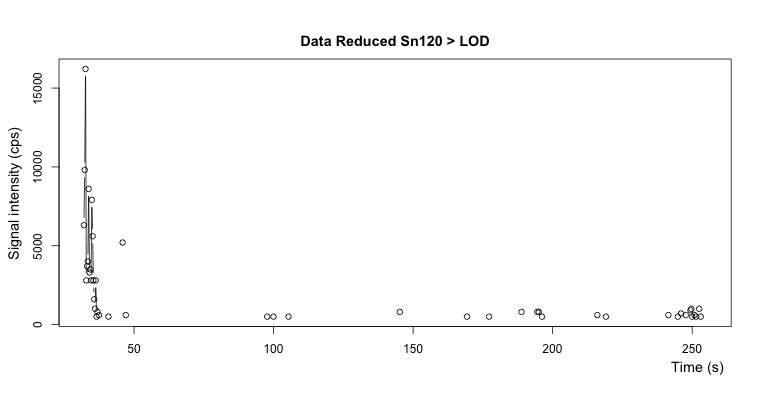 Data Reduced Sn120 > LOD
Signal intensity (cps)
15000
10000
5000
0
50 100 150 200 250
Time (s)